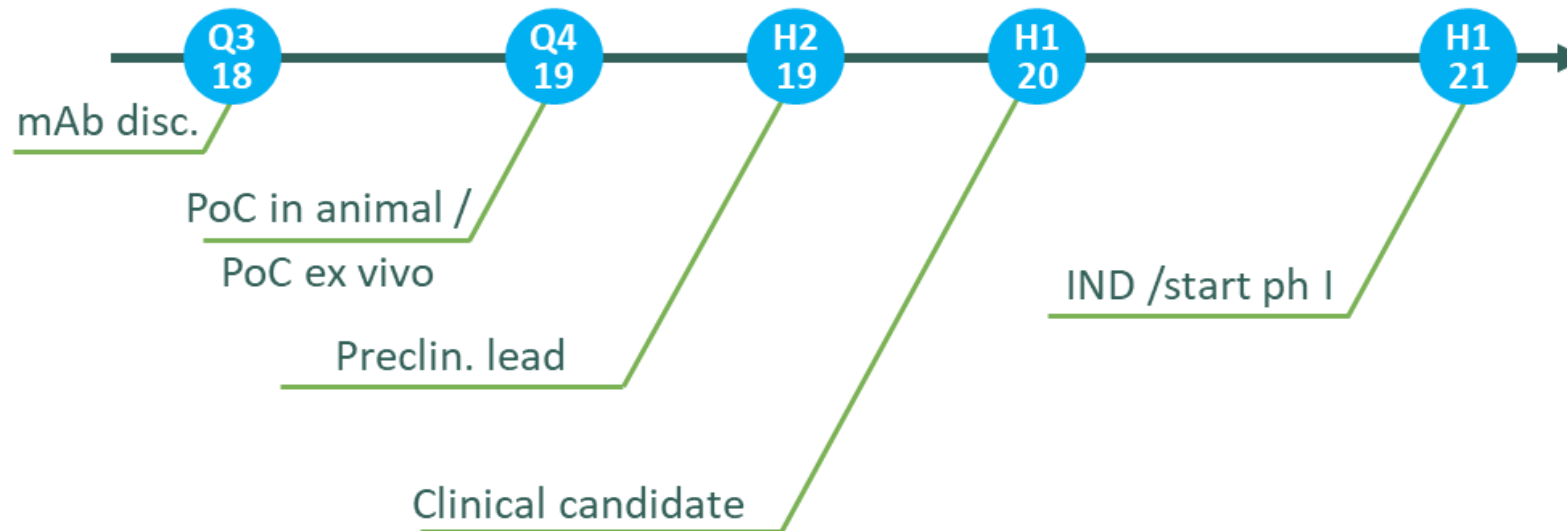 Q3
18
Q4
19
H2
19
H1
20
H1
21
mAb disc.
PoC in animal /
PoC ex vivo
Preclin. lead
Clinical candidate
IND /start ph I